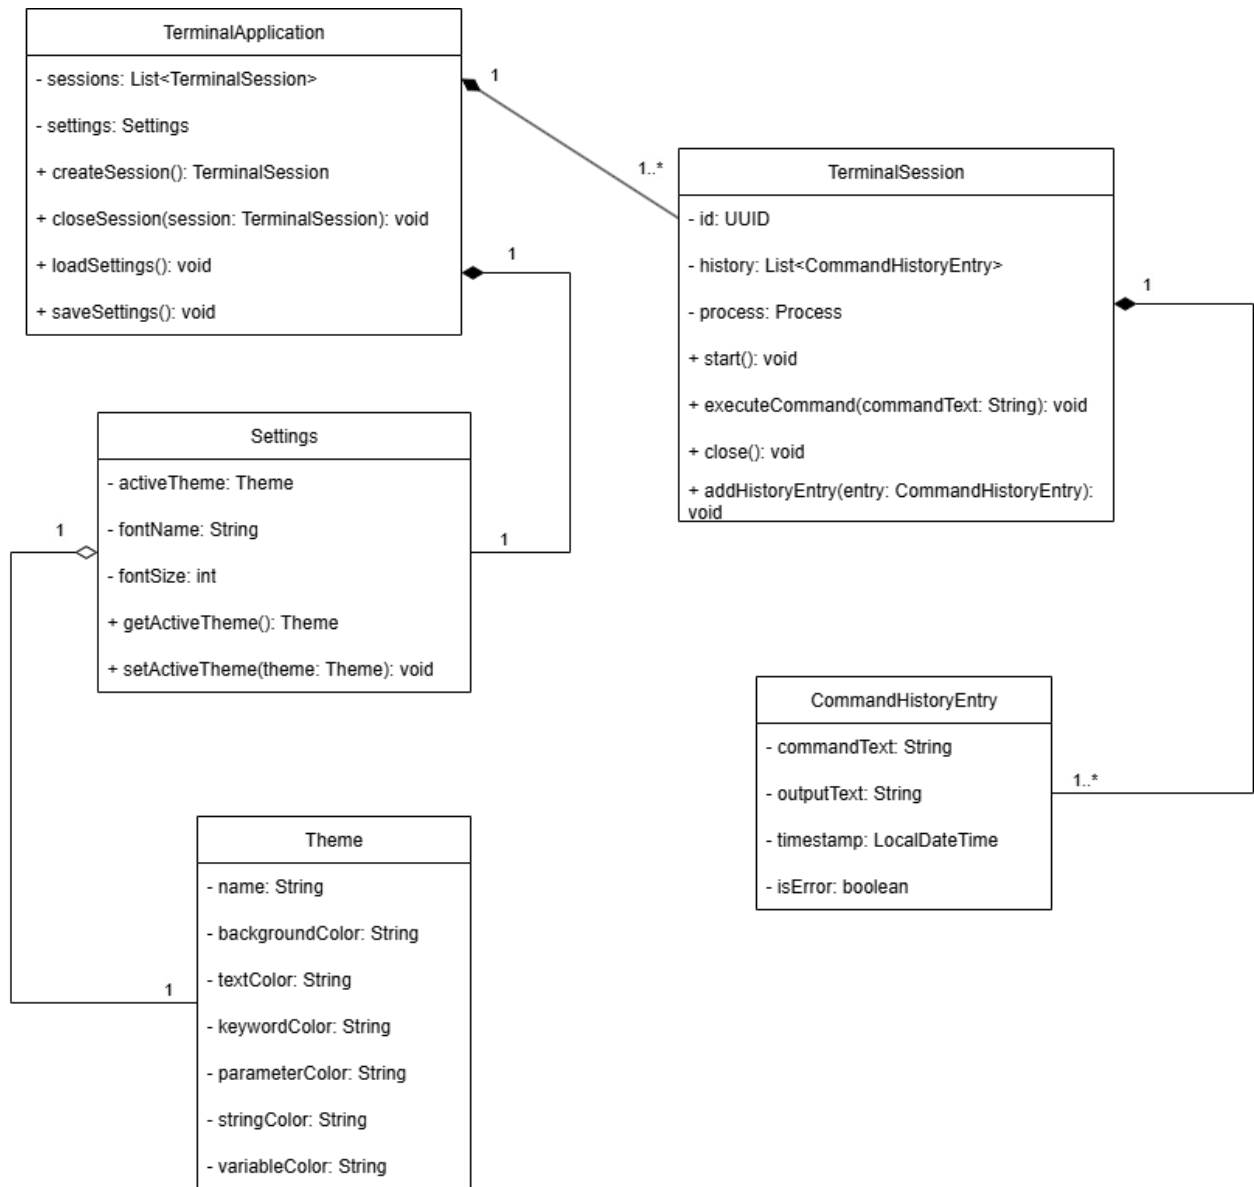 TerminalApplication
- sessions: List<TerminalSession>
- settings: Settings
+ createSession(): TerminalSession
+ closeSession(session: TerminalSession): void
+ loadSettings(): void
+ saveSettings(): void
1
1..*
TerminalSession
- id: UUID
- history: List<CommandHistoryEntry>
- process: Process
+ start(): void
+ executeCommand(commandText: String): void
+ close(): void
+ addHistoryEntry(entry: CommandHistoryEntry):
void
1
1
Settings
- activeTheme: Theme
- fontName: String
- fontSize: int
+ getActiveTheme(): Theme
+ setActiveTheme(theme: Theme): void
1
1
CommandHistoryEntry
- commandText: String
- outputText: String
- timestamp: LocalDateTime
- isError: boolean
1..*
Theme
- name: String
- backgroundColor: String
- textColor: String
- keywordColor: String
- parameterColor: String
- stringColor: String
- variableColor: String
1